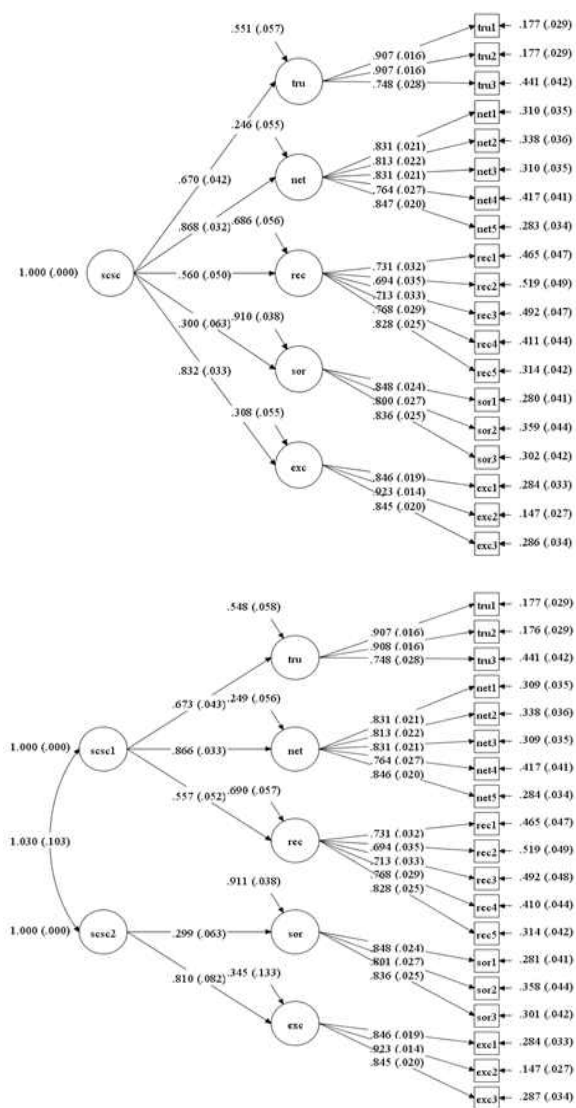 .551 (.057)
tru1 .177 (.029)
.907 (.016)
tru2 .177 (.029)
.907 (.016)
tru
.748 (.028)
tru3 .441 (.042)
net1 .310 (.035)
.246 (.055)
.831 (.021)
net2 .338 (.036)
.813 (.022)
.670 (.042)
net
.831 (.021)
net3 .310 (.035)
.764 (.027)
net4 .417 (.041)
.868 (.032)
.847 (.020)
.686 (.056)
net5 .283 (.034)
rec1 .465 (.047)
.731 (.032)
1.000 (.000) scsc .560 (.050) rec
.694 (.035)
rec2 .519 (.049)
.713 (.033)
rec3 .492 (.047)
.768 (.029)
.300 (.063)
.910 (.038)
.828 (.025)
rec4 .411 (.044)
rec5 .314 (.042)
.832 (.033)
sor
.848 (.024)
sor1 .280 (.041)
.800 (.027)
sor2 .359 (.044)
.308 (.055)
.836 (.025)
sor3 .302 (.042)
exc
.846 (.019)
exc1 .284 (.033)
.923 (.014)
exc2 .147 (.027)
.845 (.020)
exc3 .286 (.034)
.548 (.058)
tru1 .177 (.029)
.907 (.016)
tru2 .176 (.029)
.908 (.016)
tru
.748 (.028)
tru3 .441 (.042)
net1 .309 (.035)
.673 (.043)
.249 (.056)
.831 (.021)
net2 .338 (.036)
.813 (.022)
1.000 (.000) scsc1 .866 (.033) net
.831 (.021)
net3 .309 (.035)
.764 (.027)
net4 .417 (.041)
.846 (.020)
net5 .284 (.034)
.557 (.052)
.690 (.057)
rec1 .465 (.047)
.731 (.032)
1.030 (.103)
rec
.694 (.035)
rec2 .519 (.049)
.713 (.033)
rec3 .492 (.048)
.768 (.029)
rec4 .410 (.044)
.911 (.038)
.828 (.025)
rec5 .314 (.042)
1.000 (.000) scsc2 .299 (.063) sor
.848 (.024)
sor1 .281 (.041)
.801 (.027)
sor2 .358 (.044)
.810 (.082)
.345 (.133)
.836 (.025)
sor3 .301 (.042)
exc
.846 (.019)
exc1 .284 (.033)
.923 (.014)
exc2 .147 (.027)
.845 (.020)
exc3 .287 (.034)